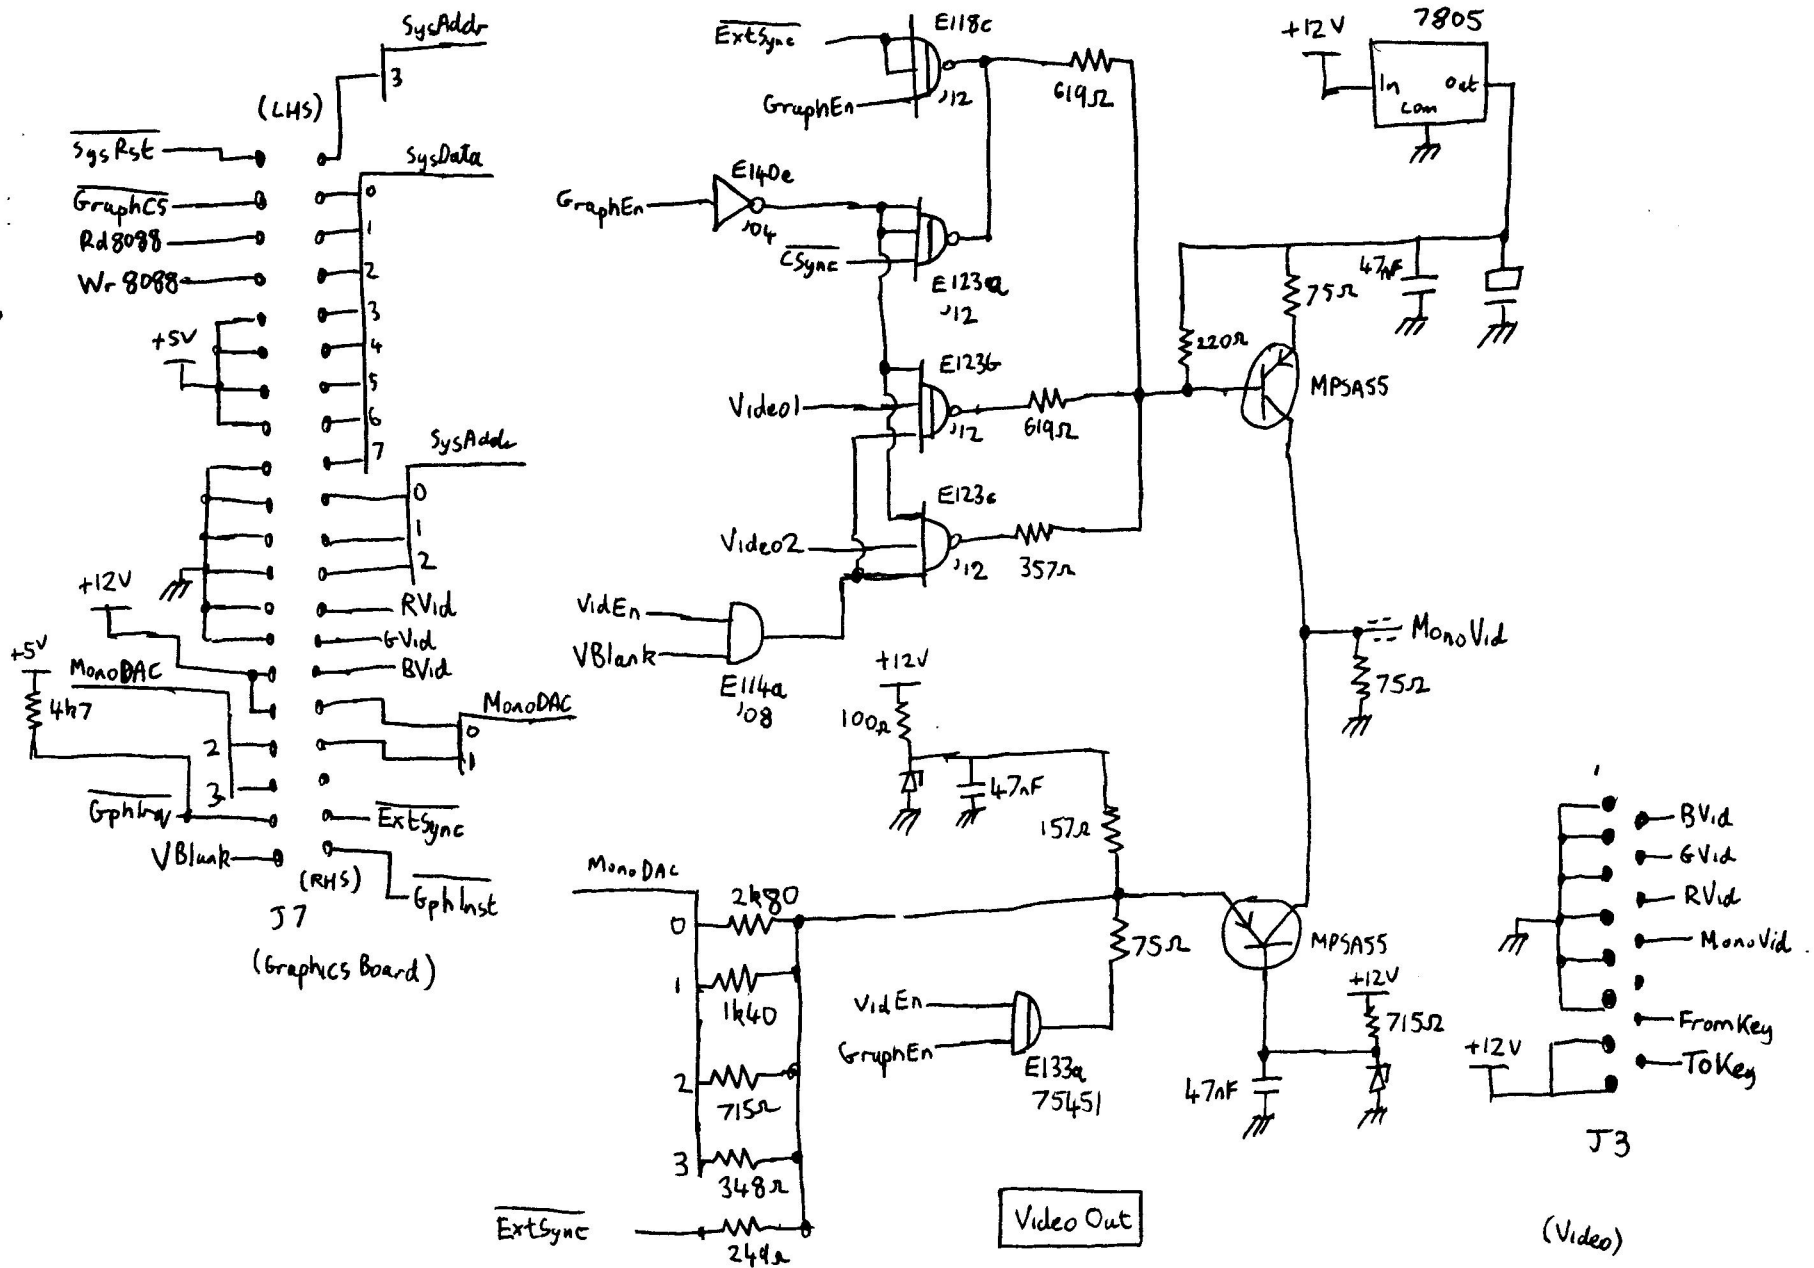 SysAddr
3
(LHS)
SysRst
GraphCS
Rd8088
Wr8088
+5V
SysData
0
1
2
3
4
5
6
7
SysAddr
0
1
2
+12V
RVid
GVid
BVid
+5V
MonoDAC
4k7
2
3
MonoDAC
0
1
GphIrq
ExtSync
VBlank
(RHS)
GphInst
J7
(Graphics Board)
ExtSync
E118c
'12
GraphEn
619Ω
GraphEn
E140e
'04
CSync
E123a
'12
Video1
E123b
'12
619Ω
Video2
E123c
'12
357Ω
VidEn
VBlank
E114a
'08
+12V
7805
In
Out
Com
47nF
75Ω
220Ω
MPSA55
MonoVid
75Ω
+12V
100Ω
47nF
157Ω
MonoDAC
0
2k80
1
1k40
2
715Ω
3
348Ω
ExtSync
249Ω
75Ω
VidEn
GraphEn
E133a
75451
MPSA55
+12V
715Ω
47nF
Video Out
BVid
GVid
RVid
MonoVid
FromKey
ToKey
+12V
J3
(Video)